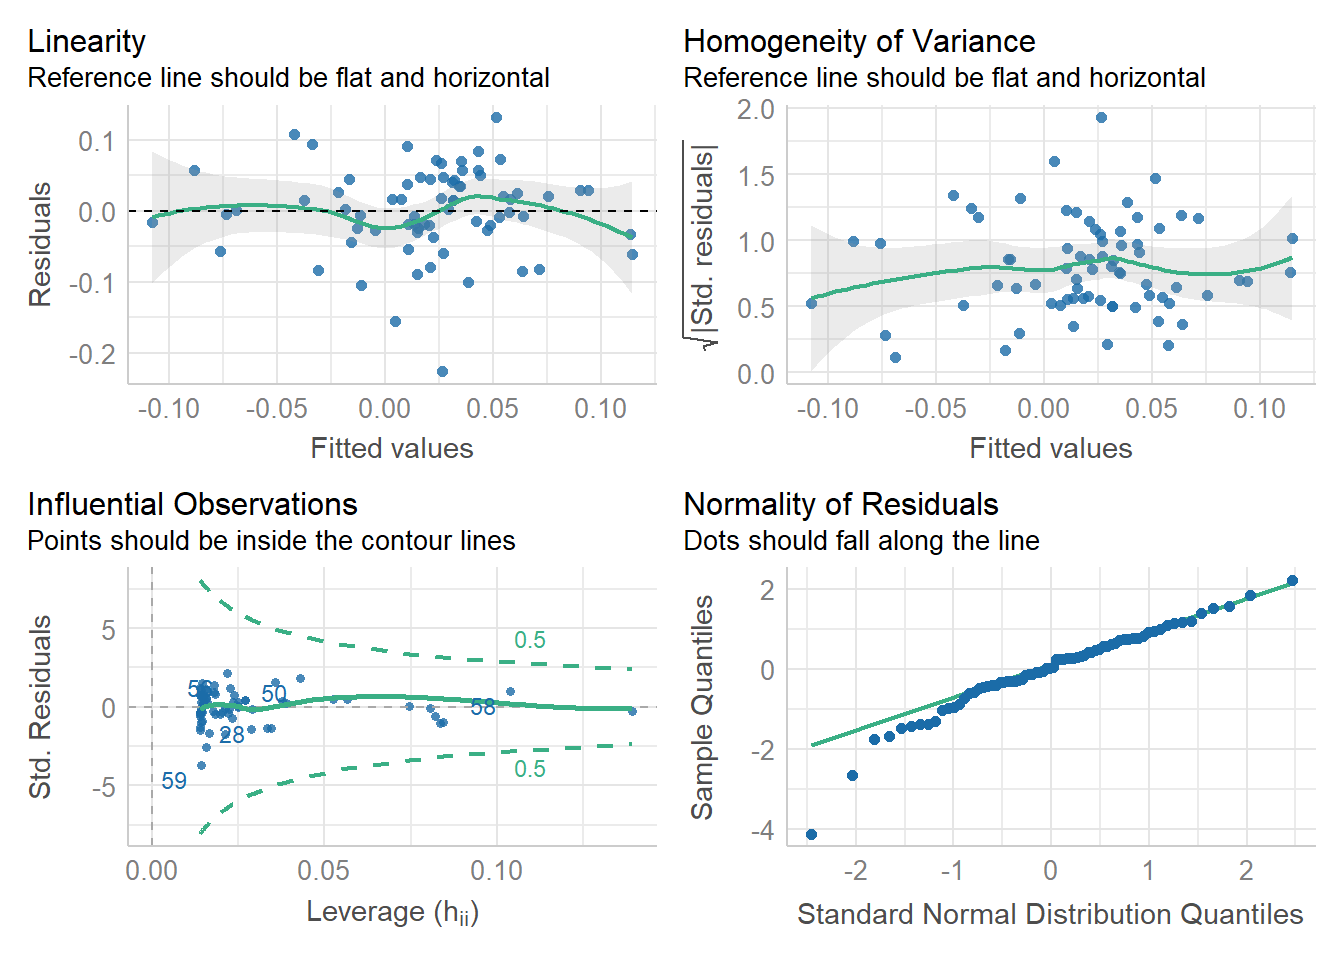 Linearity
Reference line should be flat and horizontal
0.1
0.0
-0.1
-0.2
Residuals
-0.10
-0.05
0.00
0.05
0.10
Fitted values
Homogeneity of Variance
Reference line should be flat and horizontal
2.0
1.5
1.0
0.5
0.0
√|Std. residuals|
-0.10
-0.05
0.00
0.05
0.10
Fitted values
Influential Observations
Points should be inside the contour lines
5
0
-5
Std. Residuals
0.5
50
58
28
59
0.5
0.00
0.05
0.10
Leverage (hii)
Normality of Residuals
Dots should fall along the line
2
0
-2
-4
Sample Quantiles
-2
-1
0
1
2
Standard Normal Distribution Quantiles